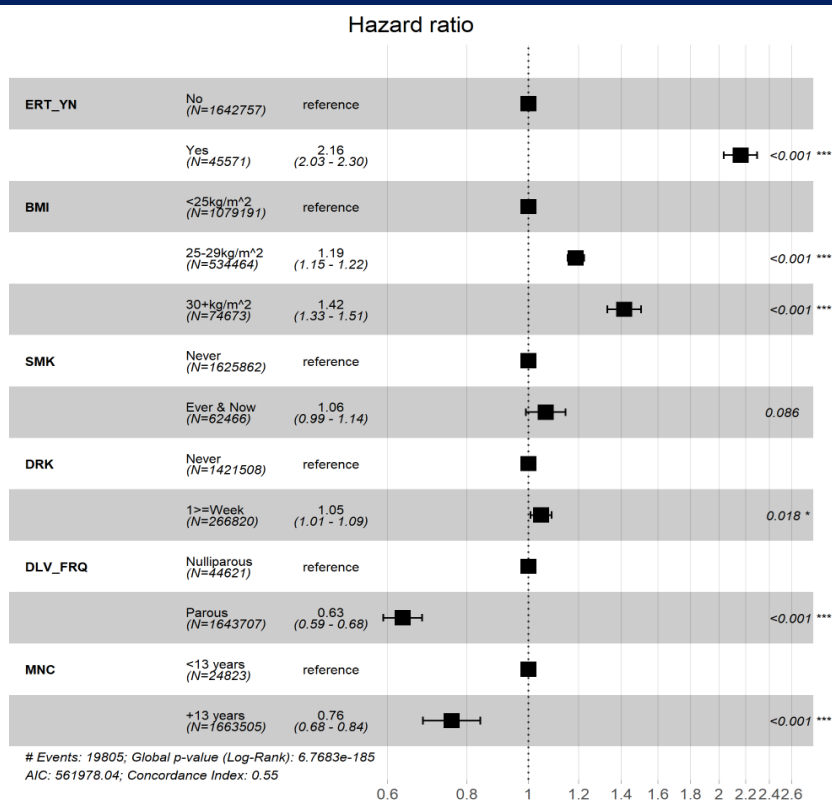 Hazard ratio
ERT_YN No reference
(N=1642757)
Yes 2.16 <0.001 ***
(N=45571) (2.03 - 2.30)
BMI <25kg/m^2 reference
(N=1079191)
25-29kg/m^2 1.19 <0.001 ***
(N=534464) (1.15 - 1.22)
30+kg/m^2 1.42 <0.001 ***
(N=74673) (1.33 - 1.51)
SMK Never reference
(N=1625862)
Ever & Now 1.06 0.086
(N=62466) (0.99 - 1.14)
DRK Never reference
(N=1421508)
1>=Week 1.05 0.018 *
(N=266820) (1.01 - 1.09)
DLV_FRQ Nulliparous reference
(N=44621)
Parous 0.63 <0.001 ***
(N=1643707) (0.59 - 0.68)
MNC <13 years reference
(N=24823)
+13 years 0.76 <0.001 ***
(N=1663505) (0.68 - 0.84)
# Events: 19805; Global p-value (Log-Rank): 6.7683e-185
AIC: 561978.04; Concordance Index: 0.55
0.6 0.8 1 1.2 1.4 1.6 1.8 2 2.2 2.4 2.6